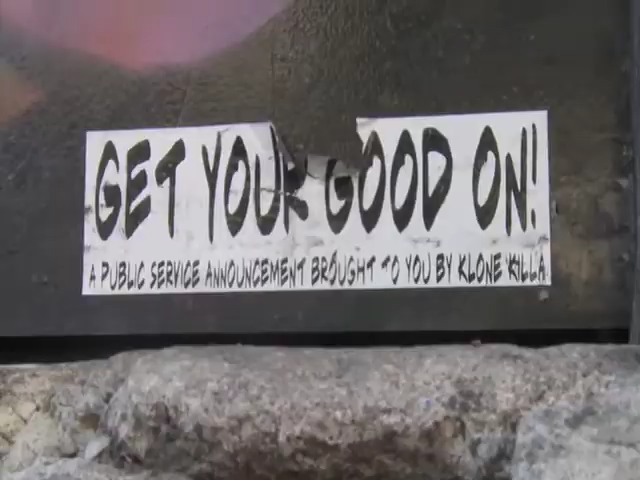 GET YOUR GOOD ON!
A PUBLIC SERVICE ANNOUNCEMENT BROUGHT TO YOU BY KLONE KILLA